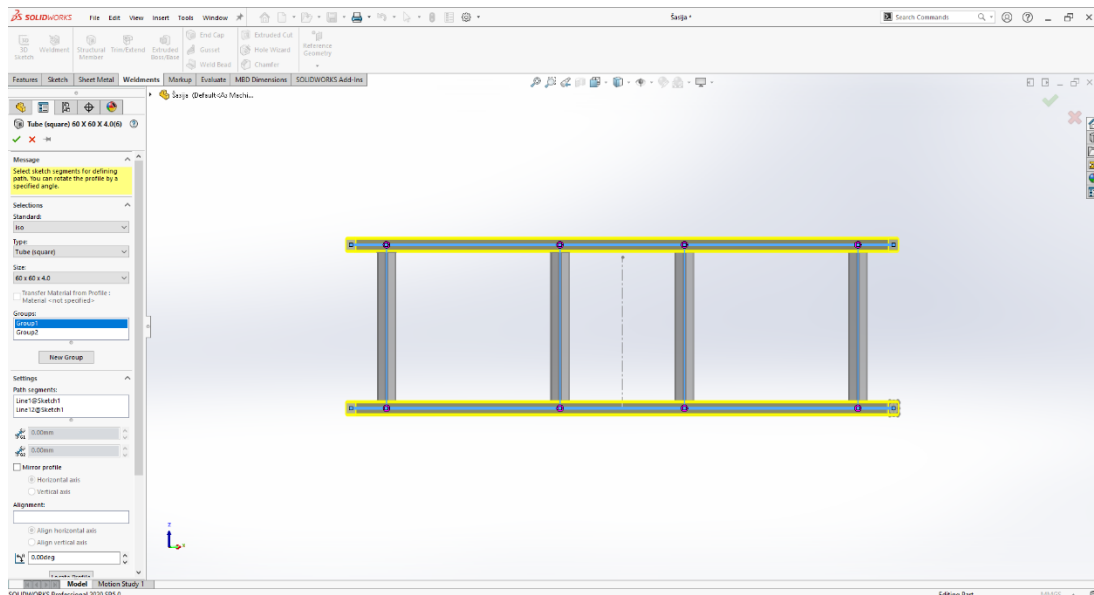 SOLIDWORKS File Edit View Insert Tools Window Šasija * Search Commands
3D Sketch Weldment Structural Member Trim/Extend Extruded Boss/Base End Cap Gusset Weld Bead Extruded Cut Hole Wizard Chamfer Reference Geometry
Features Sketch Sheet Metal Weldments Markup Evaluate MBD Dimensions SOLIDWORKS Add-Ins
Šasija (Default<As Machi...
Tube (square) 60 X 60 X 4.0(6)
Message
Select sketch segments for defining
path. You can rotate the profile by a
specified angle.
Selections
Standard:
iso
Type:
Tube (square)
Size:
60 x 60 x 4.0
Transfer Material from Profile :
Material <not specified>
Groups:
Group1
Group2
New Group
Settings
Path segments:
Line1@Sketch1
Line12@Sketch1
0.00mm
0.00mm
Mirror profile
Horizontal axis
Vertical axis
Alignment:
Align horizontal axis
Align vertical axis
0.00deg
Locate Profile
Model Motion Study 1
SOLIDWORKS Professional 2020 SP5.0 Editing Part MMGS